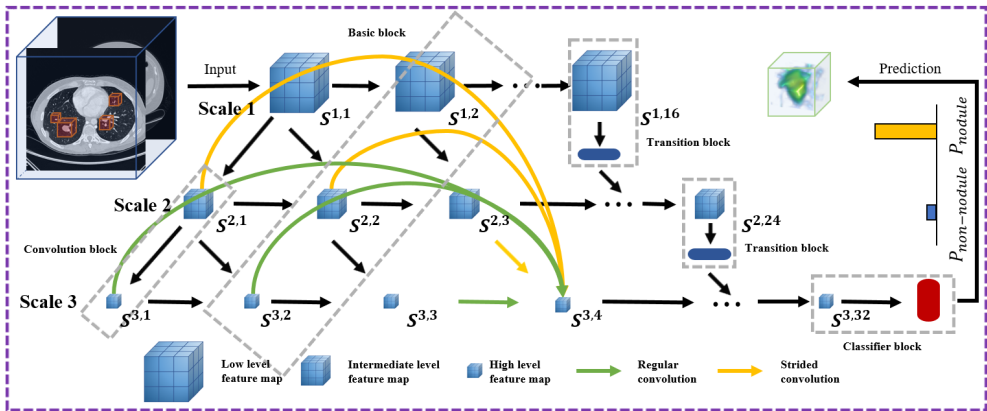 Basic block
Input
Prediction
Scale 1
S1,1
S1,2
S1,16
Transition block
Pnodule
Pnon−nodule
Scale 2
S2,1
S2,2
S2,3
S2,24
Transition block
Convolution block
Scale 3
S3,1
S3,2
S3,3
S3,4
S3,32
Classifier block
Low level
feature map
Intermediate level
feature map
High level
feature map
Regular
convolution
Strided
convolution